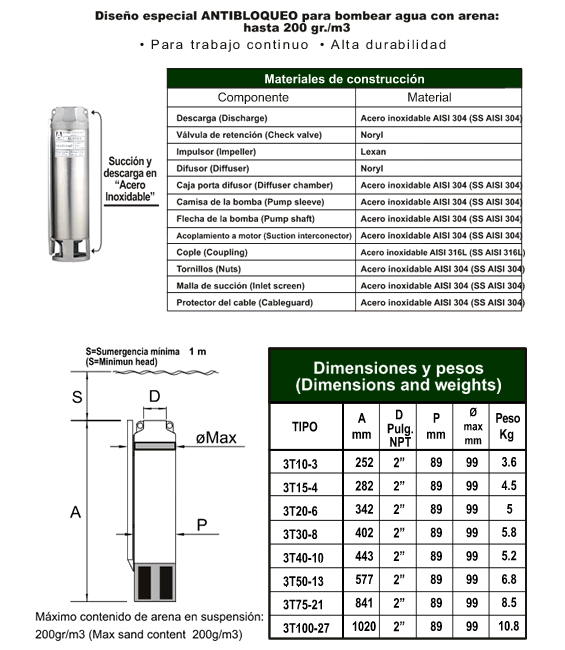 Diseño especial ANTIBLOQUEO para bombear agua con arena:
hasta 200 gr./m3
• Para trabajo continuo • Alta durabilidad
Materiales de construcción
Componente Material
Descarga (Discharge) Acero inoxidable AISI 304 (SS AISI 304)
Válvula de retención (Check valve) Noryl
Impulsor (Impeller) Lexan
Difusor (Diffuser) Noryl
Caja porta difusor (Diffuser chamber) Acero inoxidable AISI 304 (SS AISI 304)
Camisa de la bomba (Pump sleeve) Acero inoxidable AISI 304 (SS AISI 304)
Flecha de la bomba (Pump shaft) Acero inoxidable AISI 304 (SS AISI 304)
Acoplamiento a motor (Suction interconector) Acero inoxidable AISI 304 (SS AISI 304)
Cople (Coupling) Acero inoxidable AISI 316L (SS AISI 316L)
Tornillos (Nuts) Acero inoxidable AISI 304 (SS AISI 304)
Malla de succión (Inlet screen) Acero inoxidable AISI 304 (SS AISI 304)
Protector del cable (Cableguard) Acero inoxidable AISI 304 (SS AISI 304)
Succión y
descarga en
“Acero
Inoxidable”
S=Sumergencia mínima 1 m
(S=Minimun head)
S
D
øMax
A
P
Máximo contenido de arena en suspensión:
200gr/m3 (Max sand content 200g/m3)
Dimensiones y pesos
(Dimensions and weights)
TIPO A mm D Pulg. NPT P mm Ø max mm Peso Kg
3T10-3 252 2” 89 99 3.6
3T15-4 282 2” 89 99 4.5
3T20-6 342 2” 89 99 5
3T30-8 402 2” 89 99 5.8
3T40-10 443 2” 89 99 5.2
3T50-13 577 2” 89 99 6.8
3T75-21 841 2” 89 99 8.5
3T100-27 1020 2” 89 99 10.8